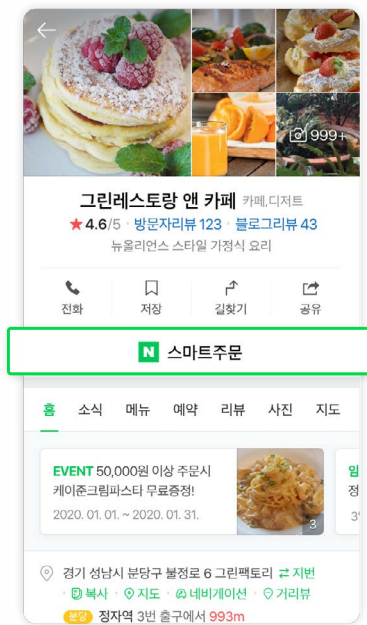 999+
그린레스토랑 앤 카페 카페,디저트
★4.6/5 · 방문자리뷰 123 · 블로그리뷰 43
뉴올리언스 스타일 가정식 요리
전화 저장 길찾기 공유
N 스마트주문
홈 소식 메뉴 예약 리뷰 사진 지도
EVENT 50,000원 이상 주문시
케이준크림파스타 무료증정!
2020. 01. 01. ~ 2020. 01. 31.
3
경기 성남시 분당구 불정로 6 그린팩토리 지번
복사 · 지도 · 네비게이션 · 거리뷰
분당 정자역 3번 출구에서 993m